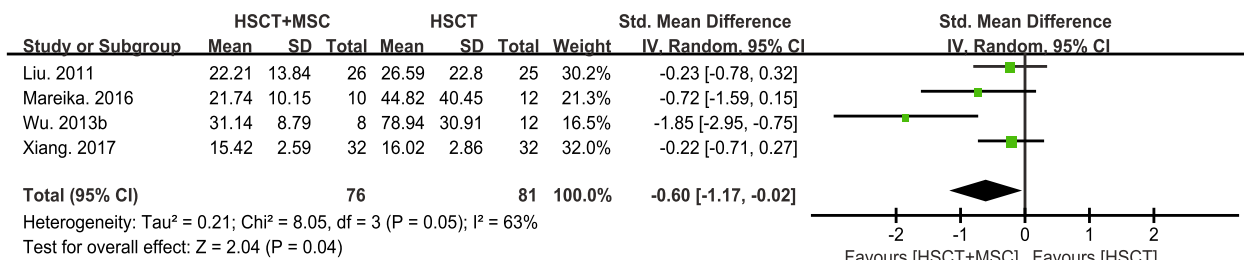 HSCT+MSC HSCT Std. Mean Difference Std. Mean Difference
Study or Subgroup Mean SD Total Mean SD Total Weight IV. Random. 95% CI IV. Random. 95% CI
Liu. 2011 22.21 13.84 26 26.59 22.8 25 30.2% -0.23 [-0.78, 0.32]
Mareika. 2016 21.74 10.15 10 44.82 40.45 12 21.3% -0.72 [-1.59, 0.15]
Wu. 2013b 31.14 8.79 8 78.94 30.91 12 16.5% -1.85 [-2.95, -0.75]
Xiang. 2017 15.42 2.59 32 16.02 2.86 32 32.0% -0.22 [-0.71, 0.27]
Total (95% CI) 76 81 100.0% -0.60 [-1.17, -0.02]
Heterogeneity: Tau² = 0.21; Chi² = 8.05, df = 3 (P = 0.05); I² = 63%
Test for overall effect: Z = 2.04 (P = 0.04)
-2 -1 0 1 2
Favours [HSCT+MSC] Favours [HSCT]